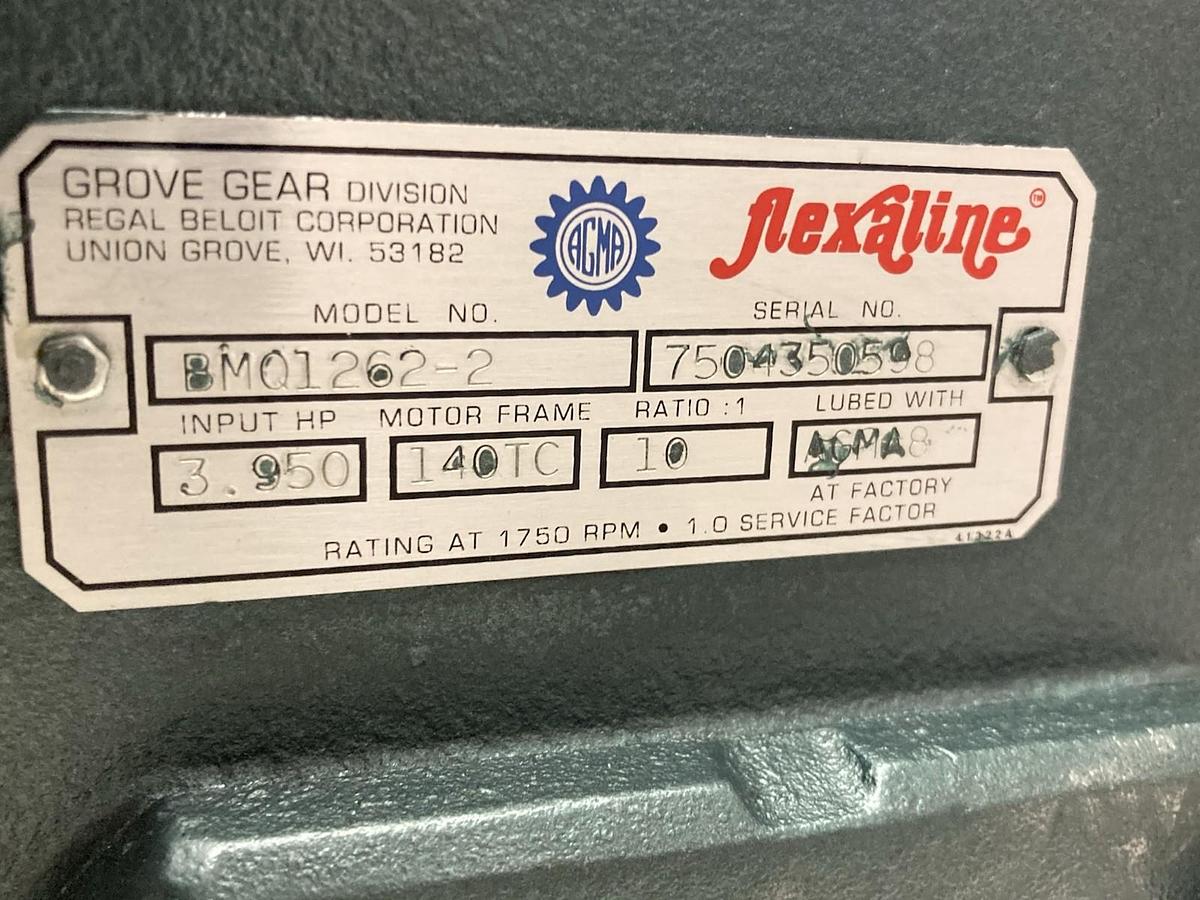 GROVE GEAR DIVISION
REGAL BELOIT CORPORATION
UNION GROVE, WI. 53182
AGMA
flexaline™
MODEL NO. SERIAL NO.
BMQ1262-2 7504350598
INPUT HP MOTOR FRAME RATIO :1 LUBED WITH
3.950 140TC 10 AGMA8
AT FACTORY
RATING AT 1750 RPM • 1.0 SERVICE FACTOR